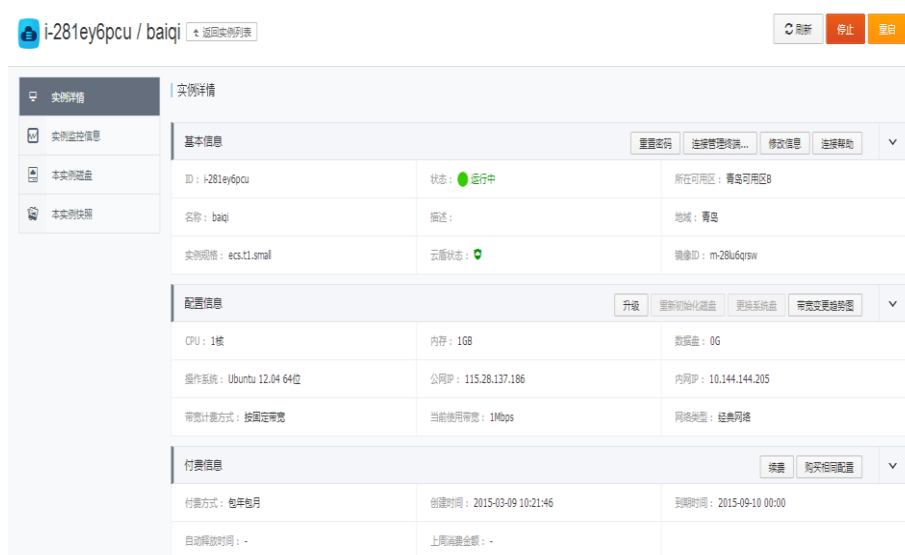 i-281ey6pcu / baiqi 返回实例列表 刷新 停止 重启
实例详情
实例监控信息
本实例磁盘
本实例快照
实例详情
基本信息 重置密码 连接管理终端... 修改信息 连接帮助
ID： i-281ey6pcu 状态： 运行中 所在可用区： 青岛可用区B
名称： baiqi 描述： 地域： 青岛
实例规格： ecs.t1.small 云盾状态： 镜像ID： m-28lu6qrsw
配置信息 升级 重新初始化磁盘 更换系统盘 带宽变更趋势图
CPU： 1核 内存： 1GB 数据盘： 0G
操作系统： Ubuntu 12.04 64位 公网IP： 115.28.137.186 内网IP： 10.144.144.205
带宽计费方式： 按固定带宽 当前使用带宽： 1Mbps 网络类型： 经典网络
付费信息 续费 购买相同配置
付费方式： 包年包月 创建时间： 2015-03-09 10:21:46 到期时间： 2015-09-10 00:00
自动释放时间： - 上周消费金额： -